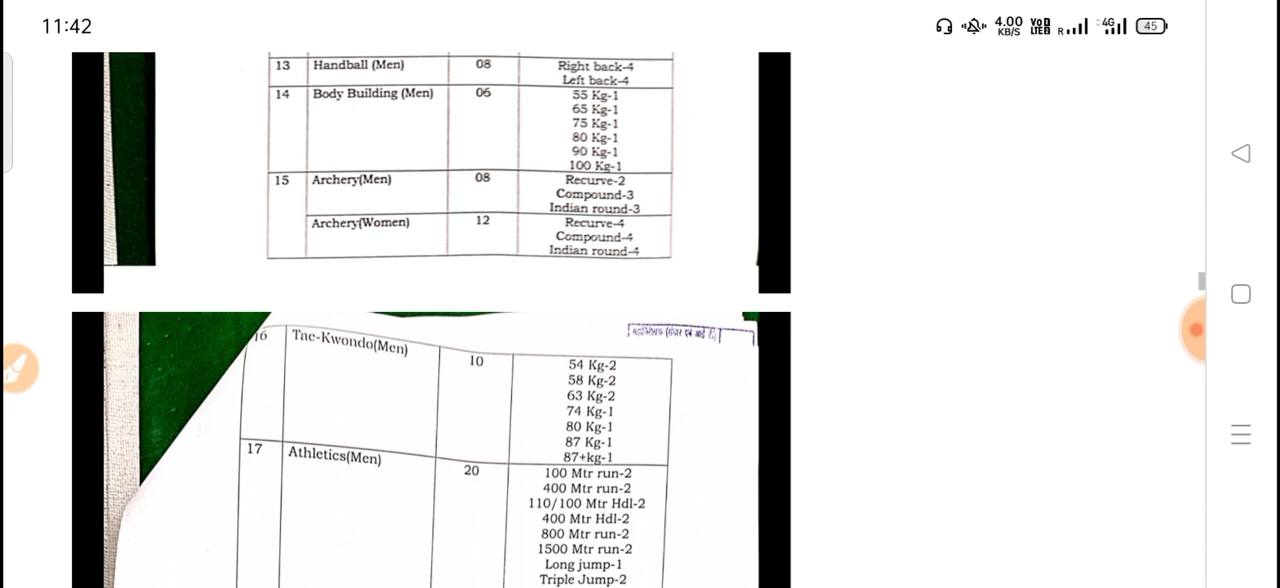 11:42
4.00 KB/S
VoD LTE2
R
4G
45
13 Handball (Men) 08 Right back-4
Left back-4
14 Body Building (Men) 06 55 Kg-1
65 Kg-1
75 Kg-1
80 Kg-1
90 Kg-1
100 Kg-1
15 Archery(Men) 08 Recurve-2
Compound-3
Indian round-3
Archery(Women) 12 Recurve-4
Compound-4
Indian round-4
16 Tae-Kwondo(Men) 10 54 Kg-2
58 Kg-2
63 Kg-2
74 Kg-1
80 Kg-1
87 Kg-1
87+kg-1
17 Athletics(Men) 20 100 Mtr run-2
400 Mtr run-2
110/100 Mtr Hdl-2
400 Mtr Hdl-2
800 Mtr run-2
1500 Mtr run-2
Long jump-1
Triple Jump-2